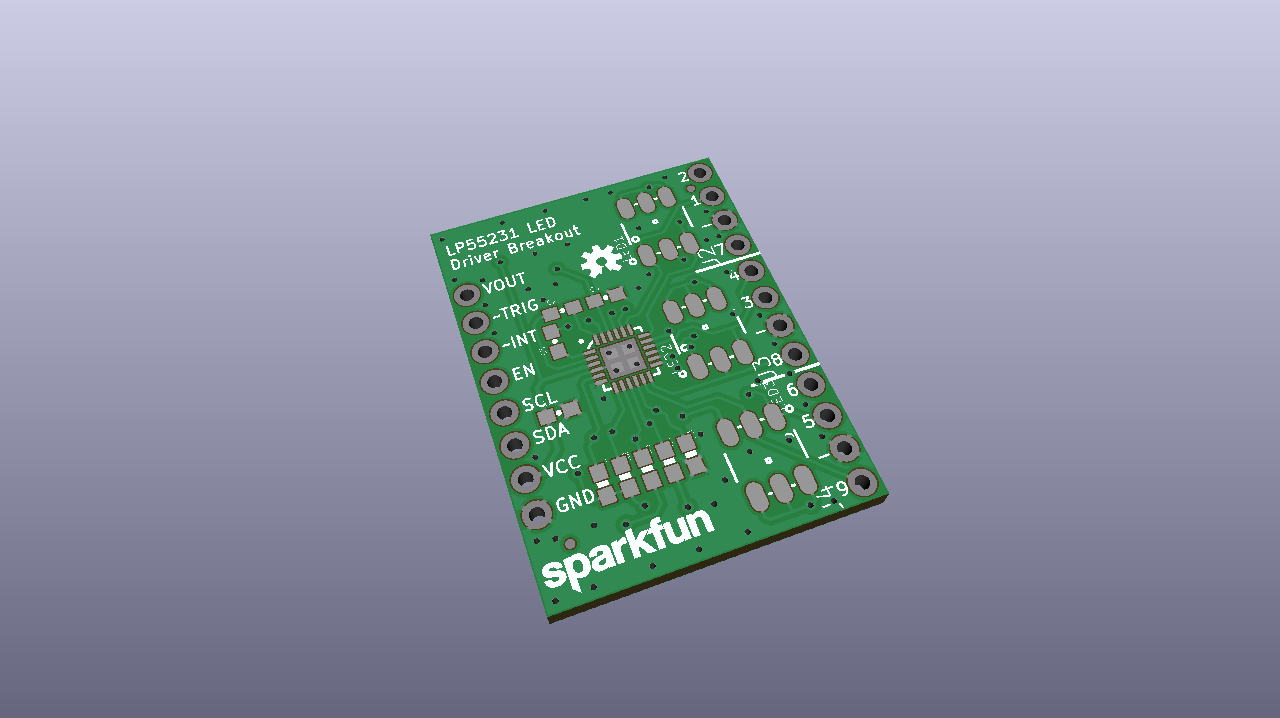 LP55231 LED
Driver Breakout
VOUT
~TRIG
~INT
EN
SCL
SDA
VCC
GND
sparkfun
2
1
7
4
3
8
6
5
9